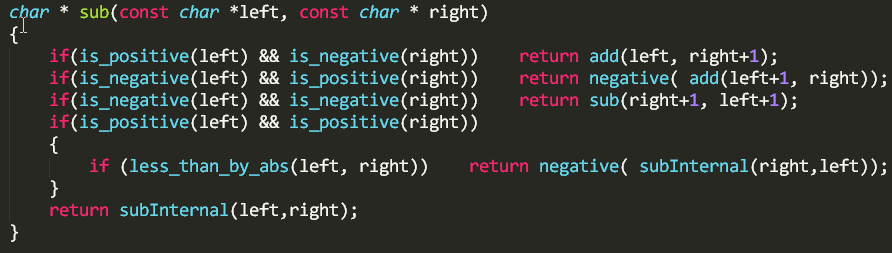 char * sub(const char *left, const char * right)
{
    if(is_positive(left) && is_negative(right))    return add(left, right+1);
    if(is_negative(left) && is_positive(right))    return negative( add(left+1, right));
    if(is_negative(left) && is_negative(right))    return sub(right+1, left+1);
    if(is_positive(left) && is_positive(right))
    {
        if (less_than_by_abs(left, right))    return negative( subInternal(right,left));
    }
    return subInternal(left,right);
}